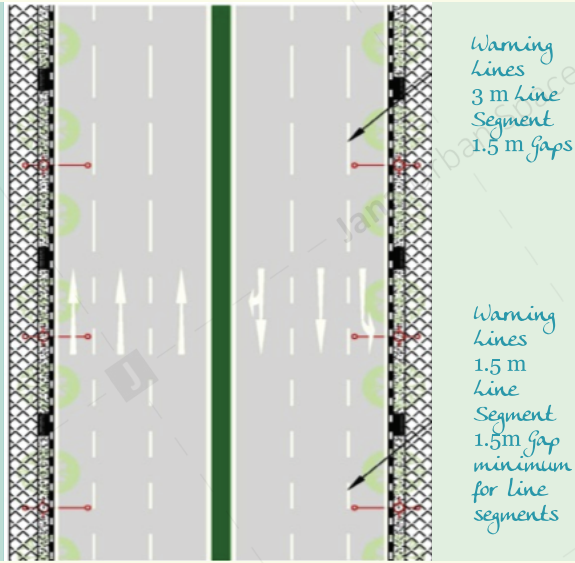 Warning
Lines
3 m Line
Segment
1.5 m Gaps
Warning
Lines
1.5 m
Line
Segment
1.5m Gap
minimum
for line
segments